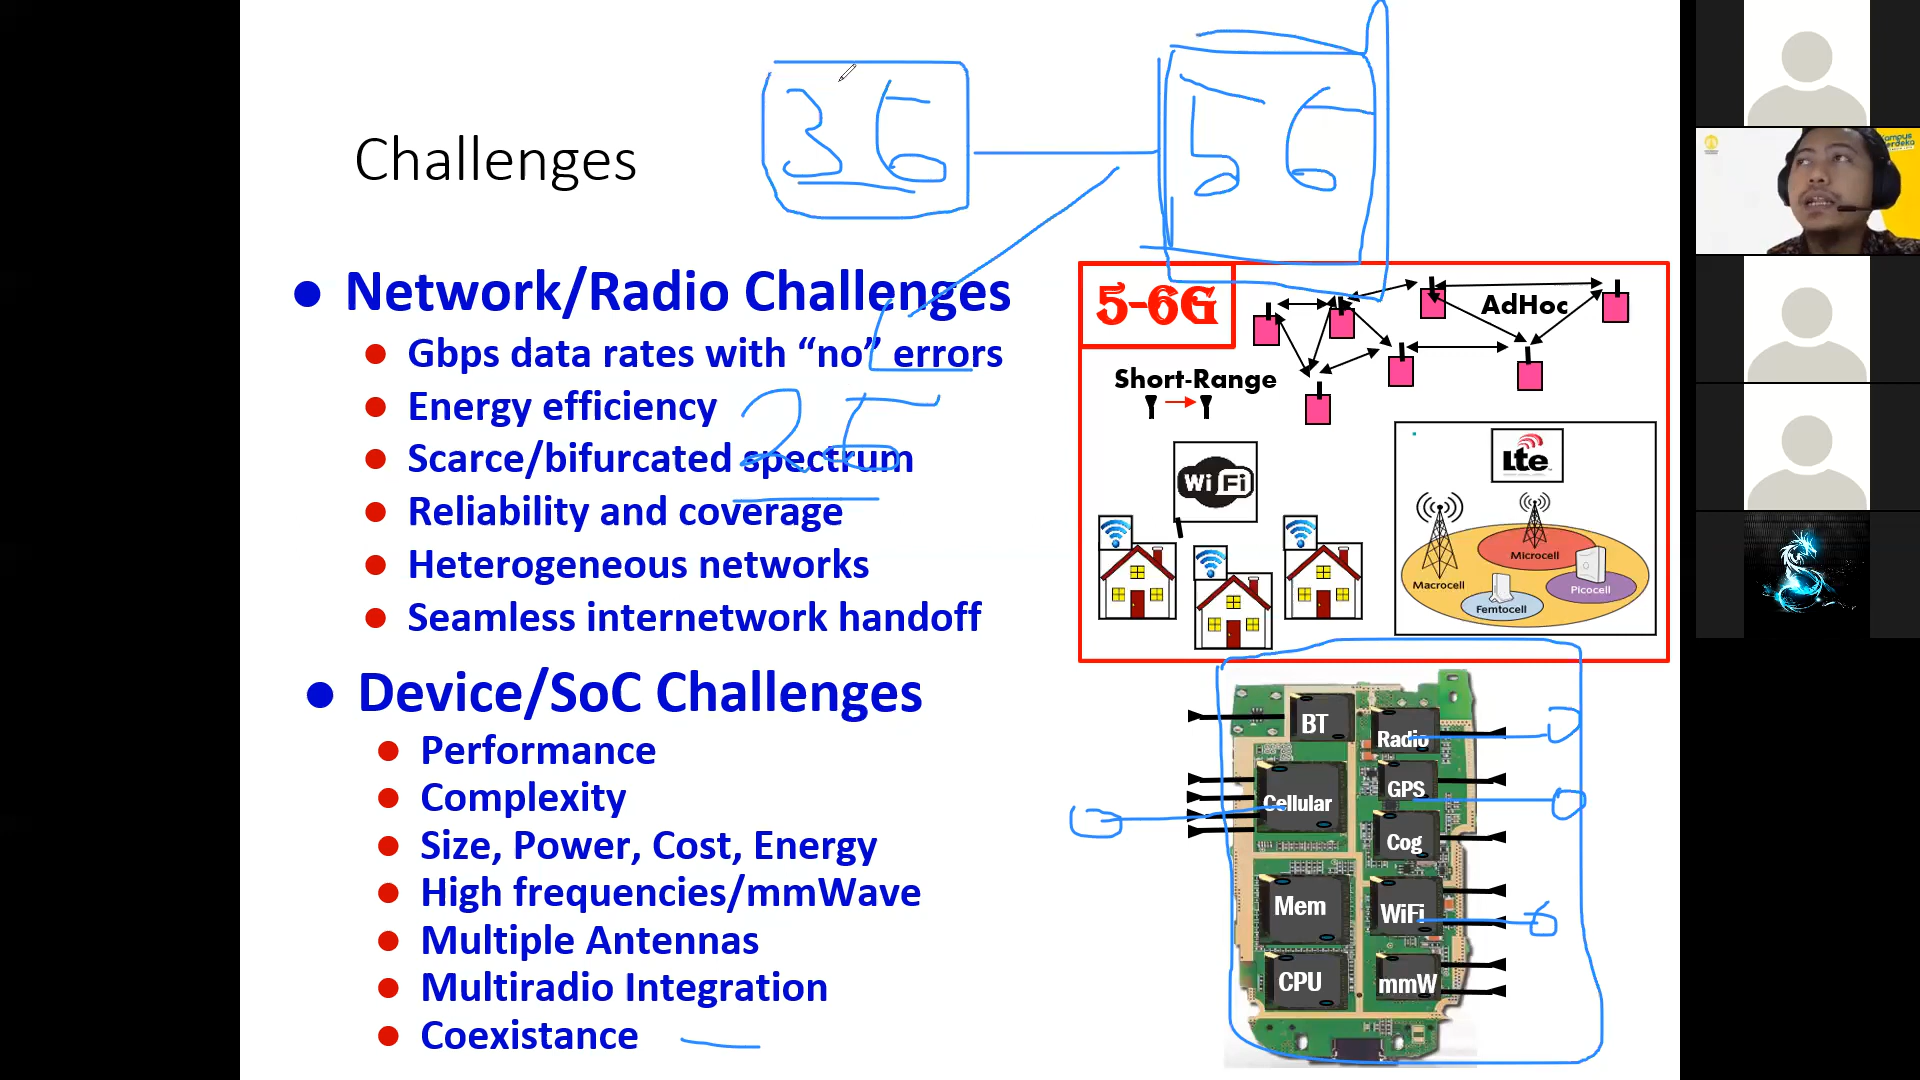 3G
5G
Challenges
● Network/Radio Challenges
● Gbps data rates with “no” errors
● Energy efficiency
2G
● Scarce/bifurcated spectrum
● Reliability and coverage
● Heterogeneous networks
● Seamless internetwork handoff
● Device/SoC Challenges
● Performance
● Complexity
● Size, Power, Cost, Energy
● High frequencies/mmWave
● Multiple Antennas
● Multiradio Integration
● Coexistance
5-6G
AdHoc
Short-Range
Wi Fi
Lte
Microcell
Macrocell
Picocell
Femtocell
BT
Radio
Cellular
GPS
Cog
Mem
WiFi
CPU
mmW